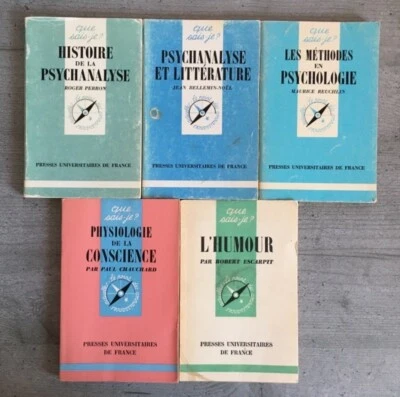 que
sais-je?
HISTOIRE
DE LA
PSYCHANALYSE
ROGER PERRON
PRESSES UNIVERSITAIRES DE FRANCE
que
sais-je?
PSYCHANALYSE
ET LITTÉRATURE
JEAN BELLEMIN-NOËL
PRESSES UNIVERSITAIRES DE FRANCE
que
sais-je?
LES MÉTHODES
EN
PSYCHOLOGIE
MAURICE REUCHLIN
PRESSES UNIVERSITAIRES DE FRANCE
que
sais-je?
PHYSIOLOGIE
DE LA
CONSCIENCE
PAR PAUL CHAUCHARD
PRESSES UNIVERSITAIRES
DE FRANCE
que
sais-je?
L'HUMOUR
PAR ROBERT ESCARPIT
PRESSES UNIVERSITAIRES
DE FRANCE